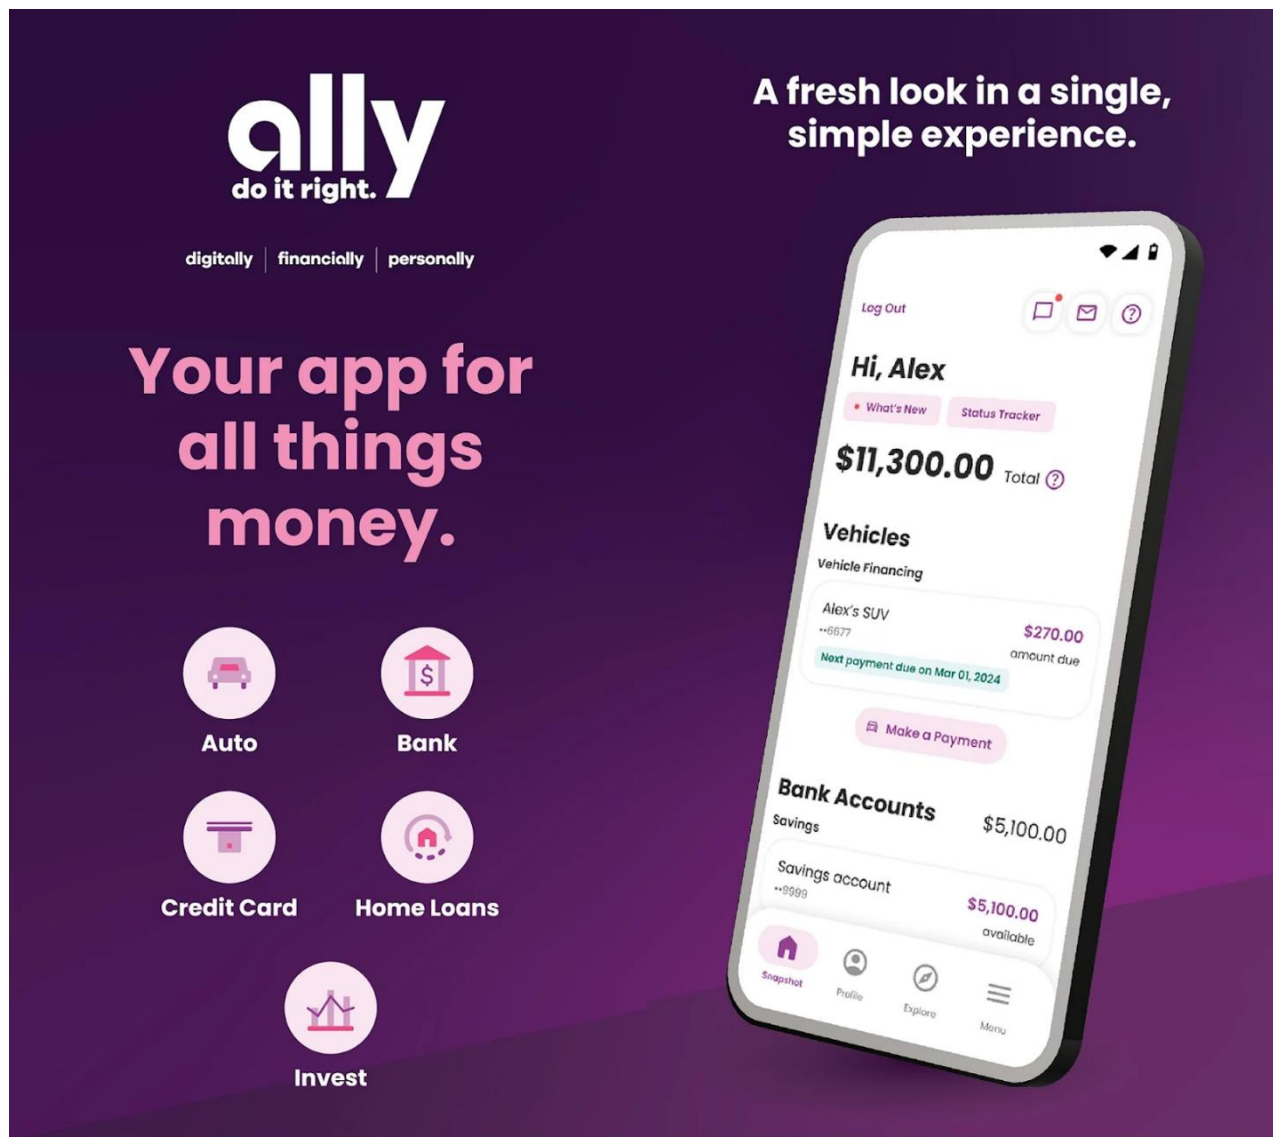 ally
do it right.
digitally | financially | personally
Your app for
all things
money.
Auto
Bank
Credit Card
Home Loans
Invest
A fresh look in a single,
simple experience.
Log Out
Hi, Alex
What's New
Status Tracker
$11,300.00 Total
Vehicles
Vehicle Financing
Alex's SUV
••6677
$270.00
amount due
Next payment due on Mar 01, 2024
Make a Payment
Bank Accounts
$5,100.00
Savings
Savings account
••9999
$5,100.00
available
Snapshot
Profile
Explore
Menu